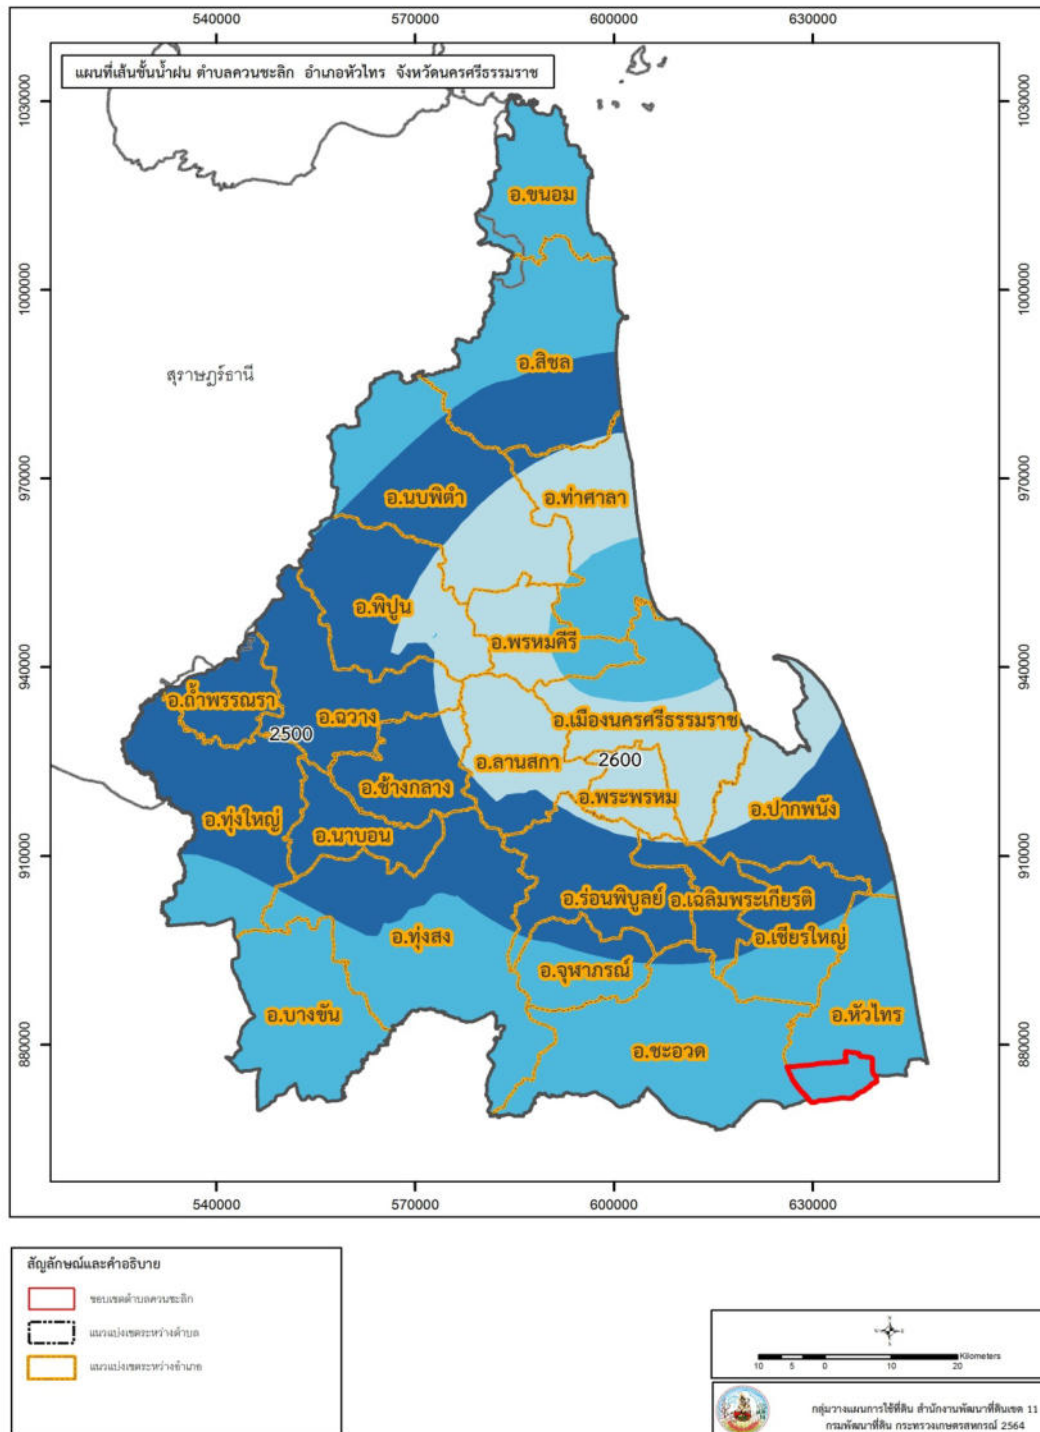 540000 570000 600000 630000
แผนที่เส้นชั้นน้ำฝน ตำบลควนชะลิก อำเภอหัวไทร จังหวัดนครศรีธรรมราช
1030000 1030000
อ.ขนอม
1000000 1000000
อ.สิชล
สุราษฎร์ธานี
970000 970000
อ.นบพิตำ อ.ท่าศาลา
อ.พิปูน
อ.พรหมคีรี
940000 940000
อ.ถ้ำพรรณรา
อ.ฉวาง อ.เมืองนครศรีธรรมราช
2500
อ.ลานสกา 2600
อ.ช้างกลาง อ.พระพรหม
อ.ปากพนัง
อ.ทุ่งใหญ่
อ.นาบอน
910000 910000
อ.ร่อนพิบูลย์ อ.เฉลิมพระเกียรติ
อ.ทุ่งสง อ.เชียรใหญ่
อ.จุฬาภรณ์
อ.บางขัน อ.หัวไทร
880000 880000
อ.ชะอวด
540000 570000 600000 630000
สัญลักษณ์และคำอธิบาย
ขอบเขตตำบลควนชะลิก
แนวแบ่งเขตระหว่างตำบล
แนวแบ่งเขตระหว่างอำเภอ
Kilometers
10 5 0 10 20
กลุ่มวางแผนการใช้ที่ดิน สำนักงานพัฒนาที่ดินเขต 11
กรมพัฒนาที่ดิน กระทรวงเกษตรสหกรณ์ 2564